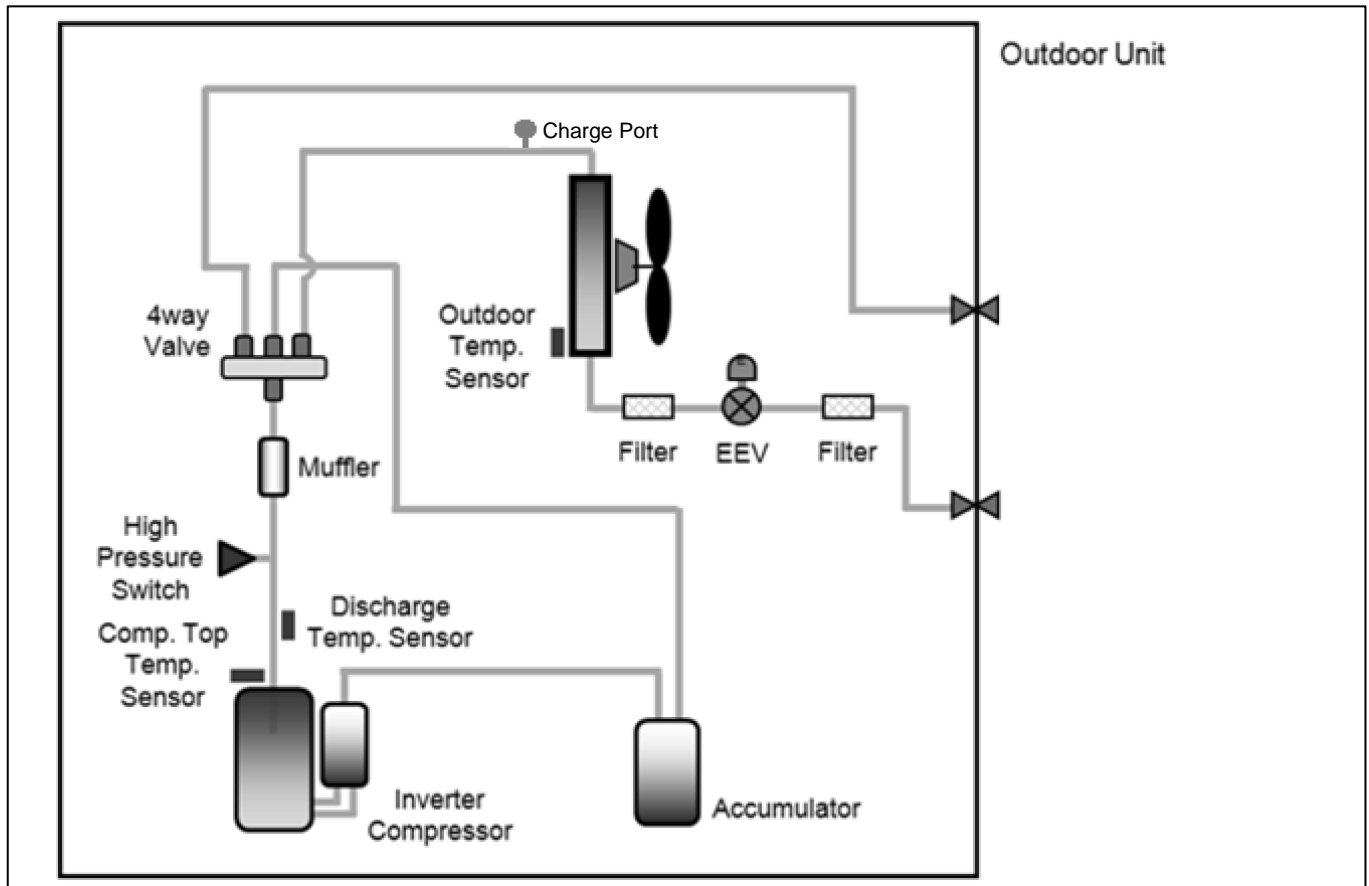 Outdoor Unit
Charge Port
4way
Valve
Outdoor
Temp.
Sensor
Filter
EEV
Filter
Muffler
High
Pressure
Switch
Discharge
Temp. Sensor
Comp. Top
Temp.
Sensor
Inverter
Compressor
Accumulator